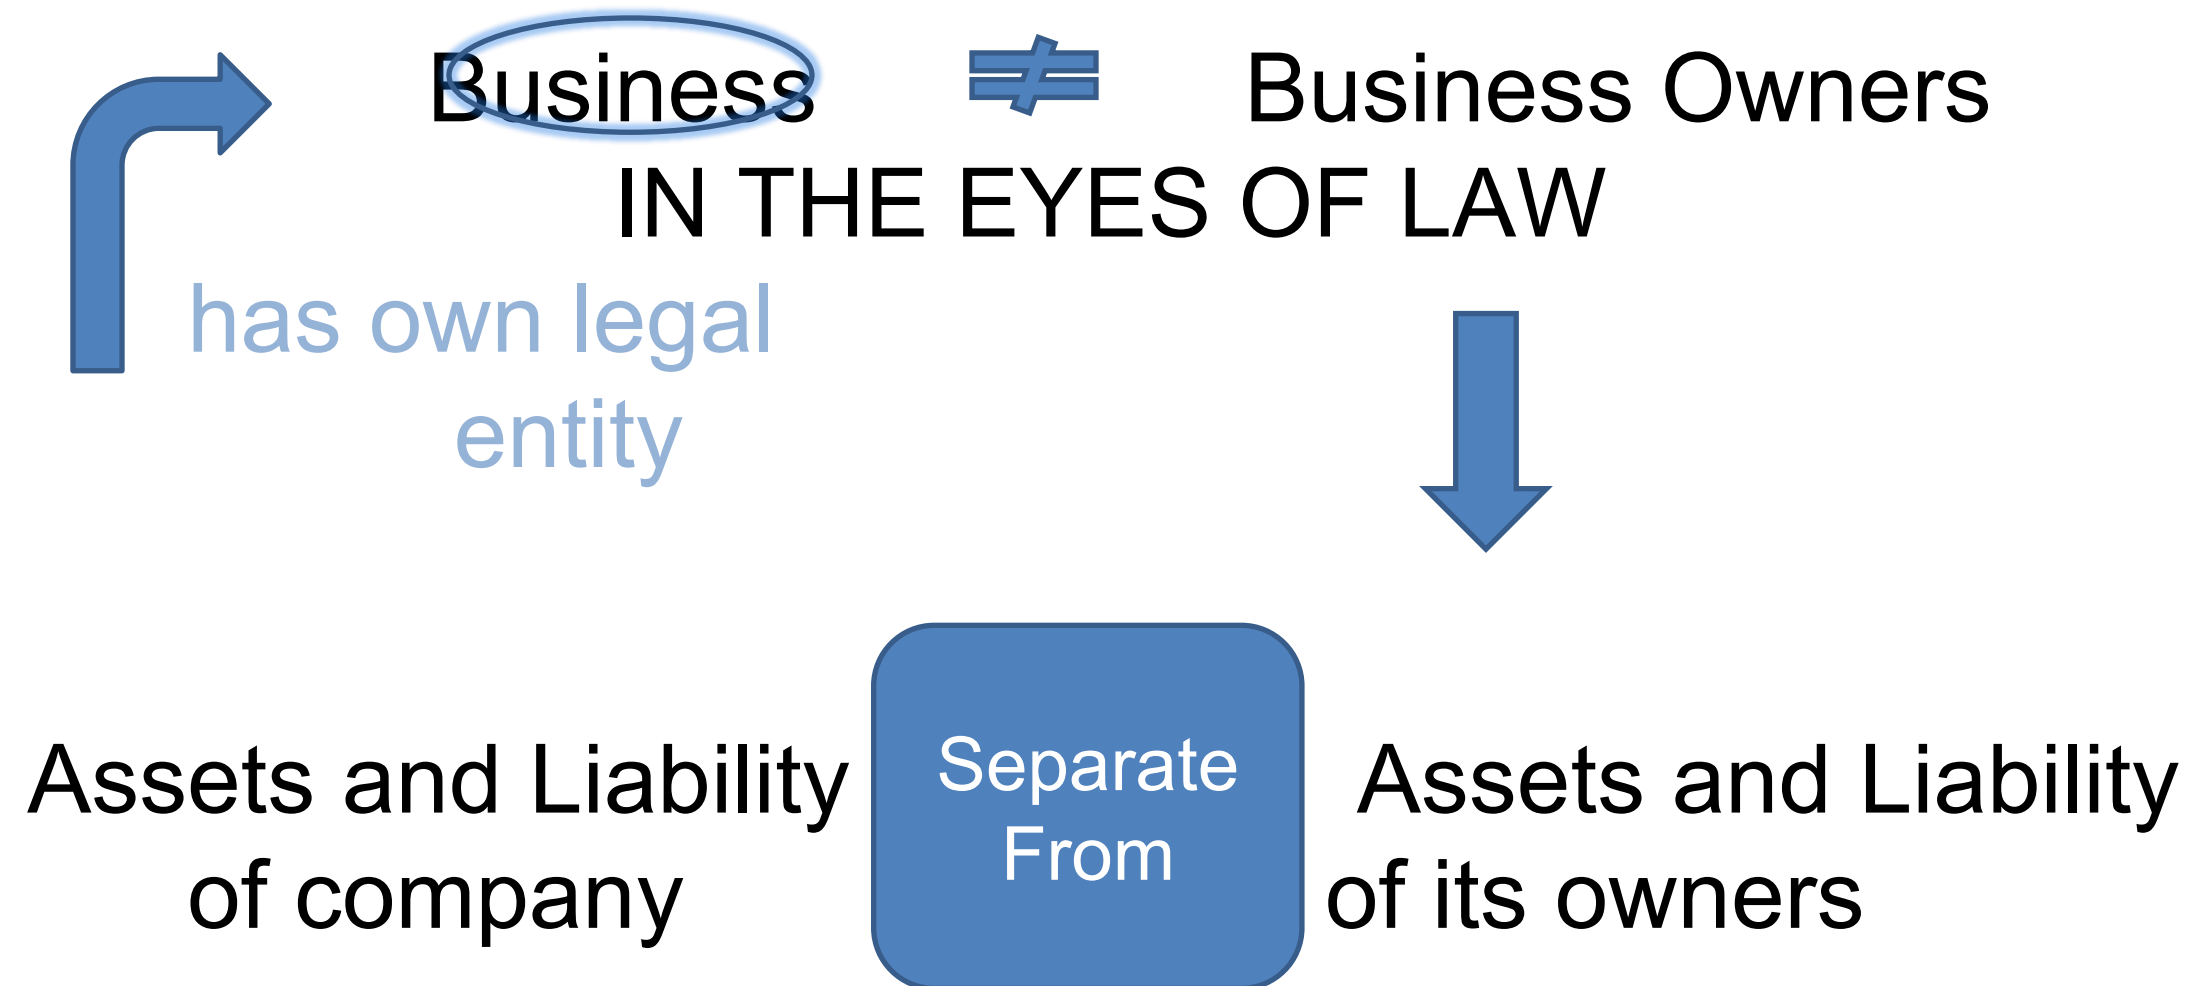 Business ≠ Business Owners
IN THE EYES OF LAW
has own legal
entity
Assets and Liability
of company
Separate
From
Assets and Liability
of its owners